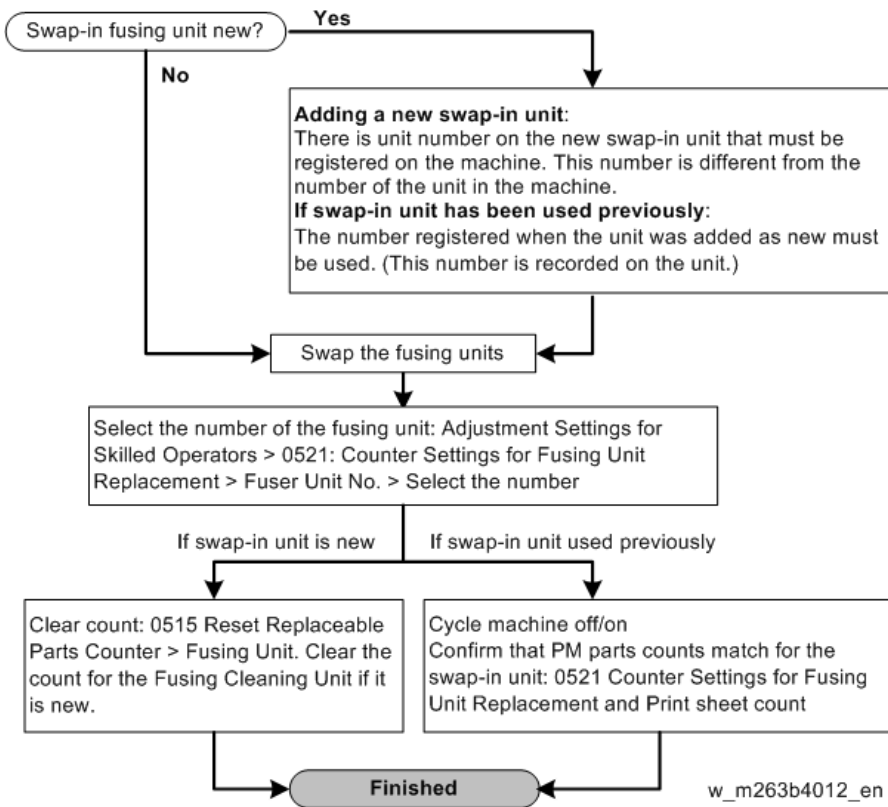 Swap-in fusing unit new?
Yes
No
Adding a new swap-in unit:
There is unit number on the new swap-in unit that must be
registered on the machine. This number is different from the
number of the unit in the machine.
If swap-in unit has been used previously:
The number registered when the unit was added as new must
be used. (This number is recorded on the unit.)
Swap the fusing units
Select the number of the fusing unit: Adjustment Settings for
Skilled Operators > 0521: Counter Settings for Fusing Unit
Replacement > Fuser Unit No. > Select the number
If swap-in unit is new
If swap-in unit used previously
Clear count: 0515 Reset Replaceable
Parts Counter > Fusing Unit. Clear the
count for the Fusing Cleaning Unit if it
is new.
Cycle machine off/on
Confirm that PM parts counts match for the
swap-in unit: 0521 Counter Settings for Fusing
Unit Replacement and Print sheet count
Finished
w_m263b4012_en